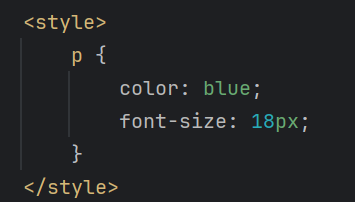 <style>
    p {
        color: blue;
        font-size: 18px;
    }
</style>